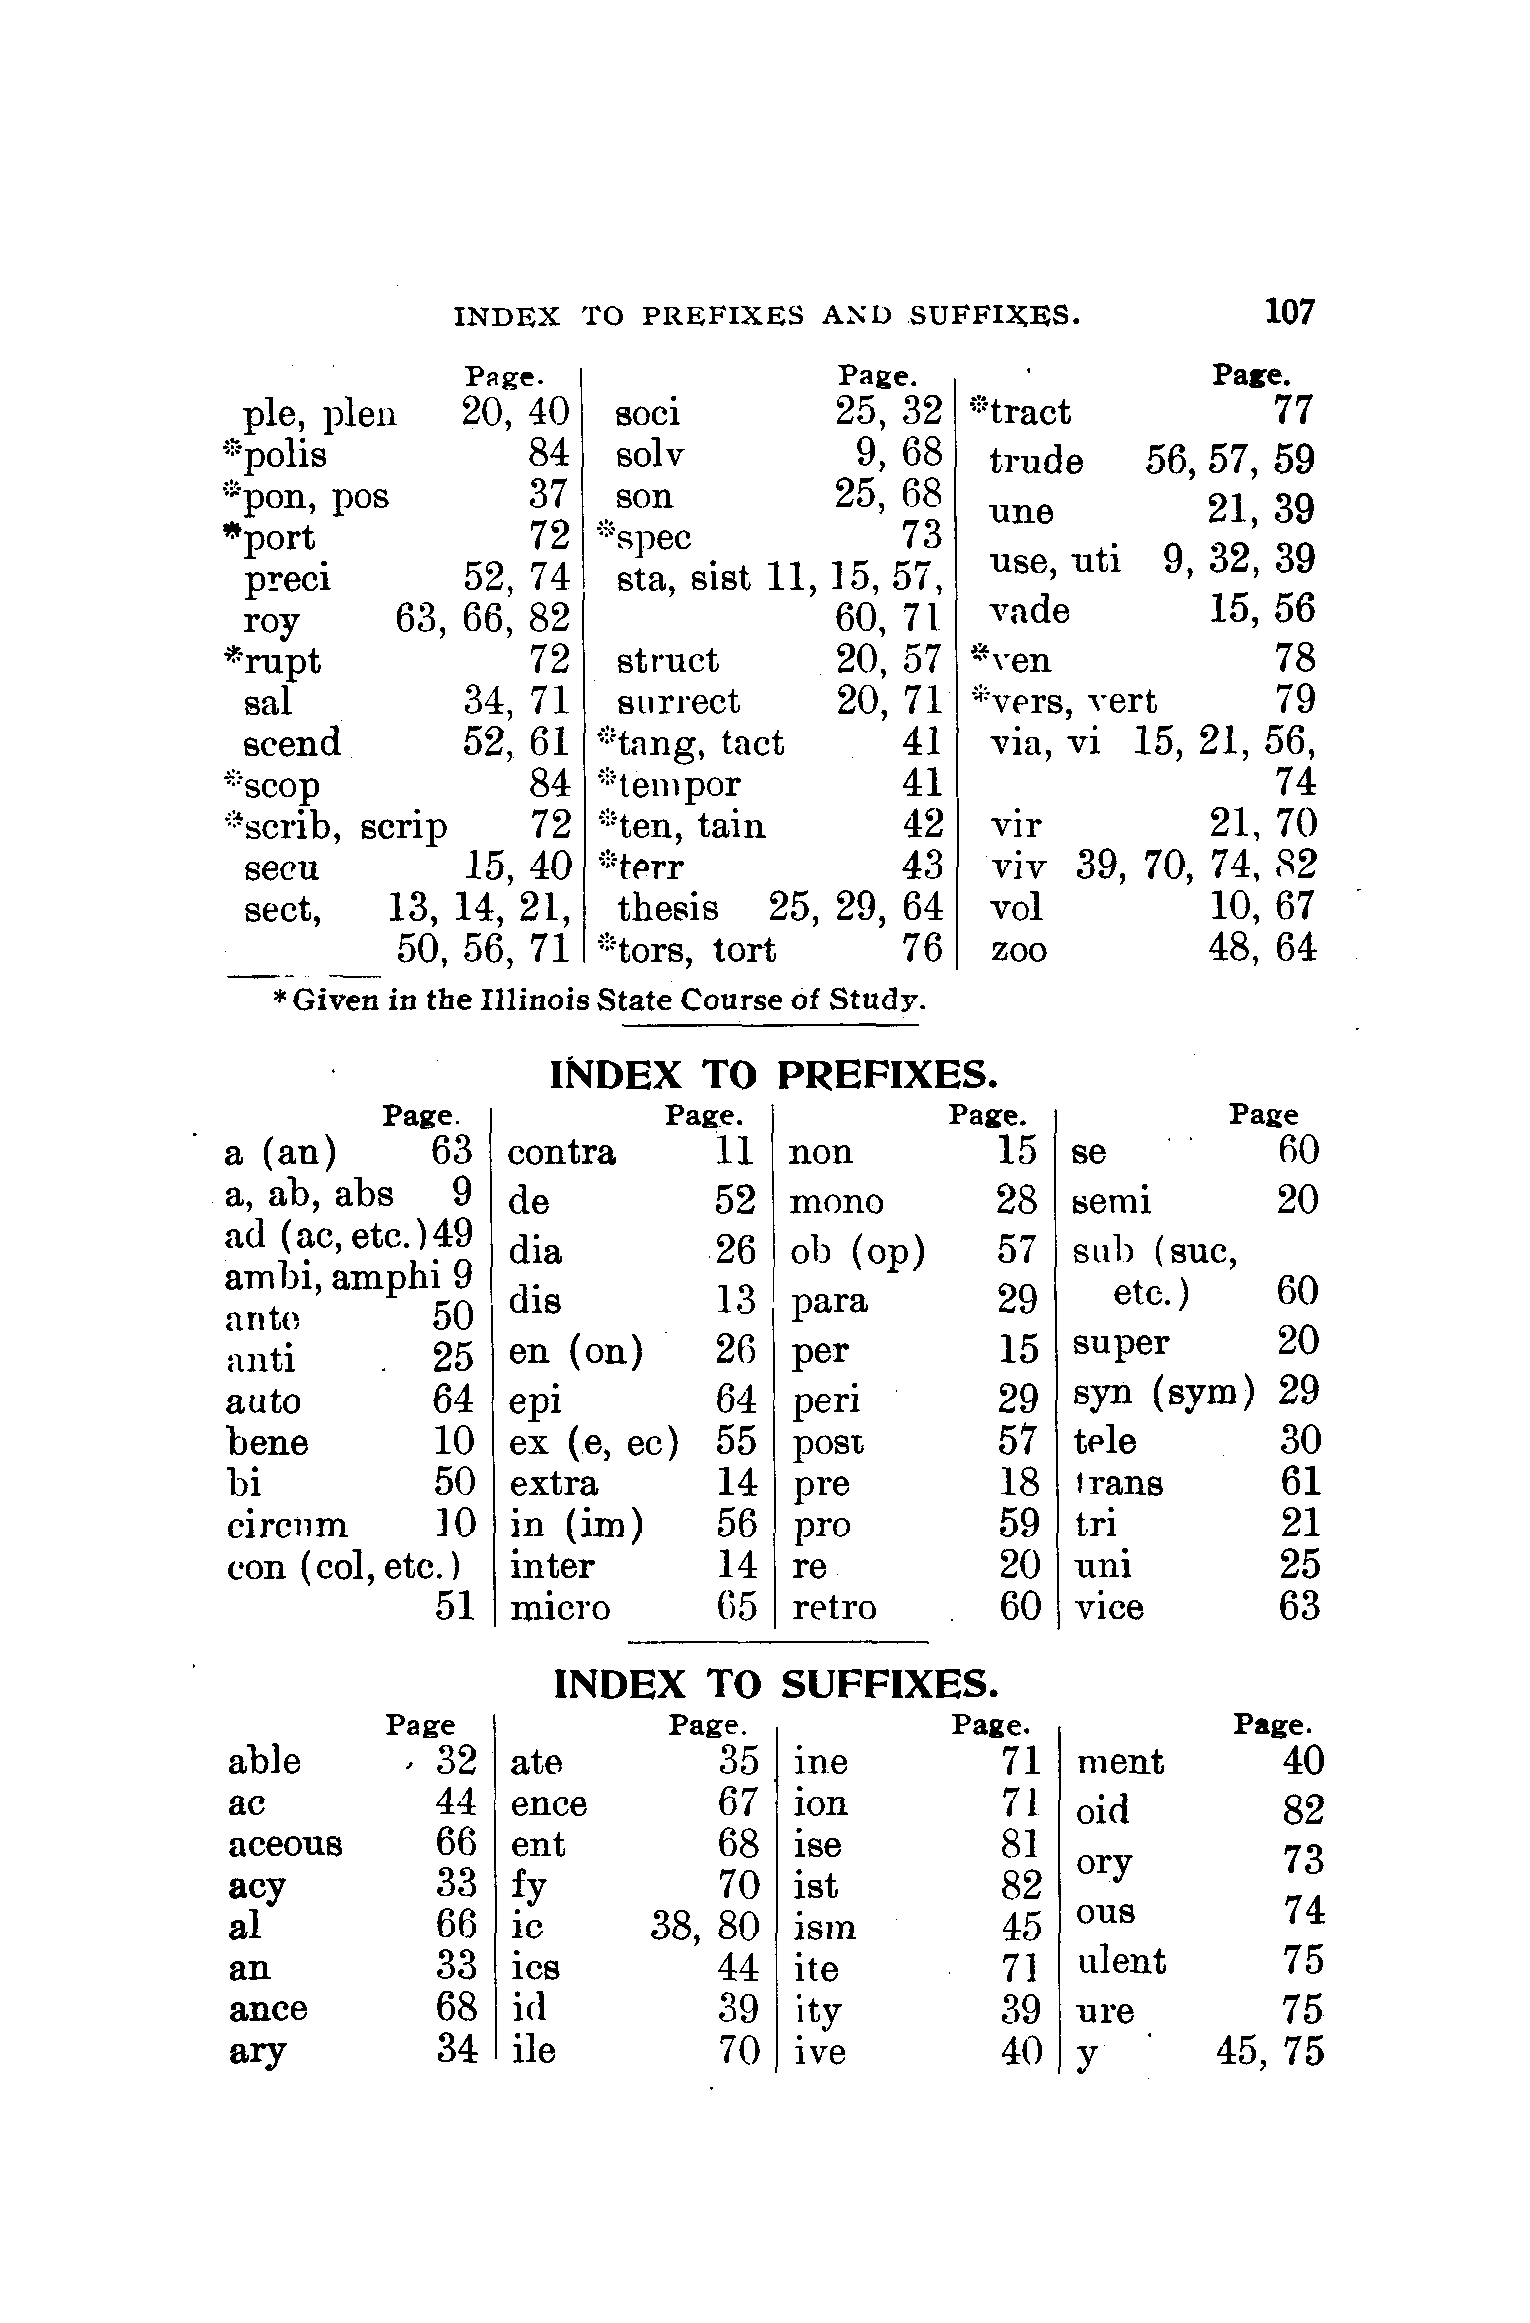 INDEX TO PREFIXES AND SUFFIXES. 107
Page.
ple, plen 20, 40
*polis 84
*pon, pos 37
*port 72
preci 52, 74
roy 63, 66, 82
*rupt 72
sal 34, 71
scend 52, 61
*scop 84
*scrib, scrip 72
secu 15, 40
sect, 13, 14, 21,
50, 56, 71
Page.
soci 25, 32
solv 9, 68
son 25, 68
*spec 73
sta, sist 11, 15, 57,
60, 71
struct 20, 57
surrect 20, 71
*tang, tact 41
*tempor 41
*ten, tain 42
*terr 43
thesis 25, 29, 64
*tors, tort 76
Page.
*tract 77
trude 56, 57, 59
une 21, 39
use, uti 9, 32, 39
vade 15, 56
*ven 78
*vers, vert 79
via, vi 15, 21, 56,
74
vir 21, 70
viv 39, 70, 74, 82
vol 10, 67
zoo 48, 64
*Given in the Illinois State Course of Study.
INDEX TO PREFIXES.
Page.
a (an) 63
a, ab, abs 9
ad (ac, etc.) 49
ambi, amphi 9
ante 50
anti 25
auto 64
bene 10
bi 50
circum 10
con (col, etc.)
51
Page.
contra 11
de 52
dia 26
dis 13
en (on) 26
epi 64
ex (e, ec) 55
extra 14
in (im) 56
inter 14
micro 65
Page.
non 15
mono 28
ob (op) 57
para 29
per 15
peri 29
post 57
pre 18
pro 59
re 20
retro 60
Page
se 60
semi 20
sub (suc,
etc.) 60
super 20
syn (sym) 29
tele 30
trans 61
tri 21
uni 25
vice 63
INDEX TO SUFFIXES.
Page
able 32
ac 44
aceous 66
acy 33
al 66
an 33
ance 68
ary 34
Page.
ate 35
ence 67
ent 68
fy 70
ic 38, 80
ics 44
id 39
ile 70
Page.
ine 71
ion 71
ise 81
ist 82
ism 45
ite 71
ity 39
ive 40
Page.
ment 40
oid 82
ory 73
ous 74
ulent 75
ure 75
y 45, 75